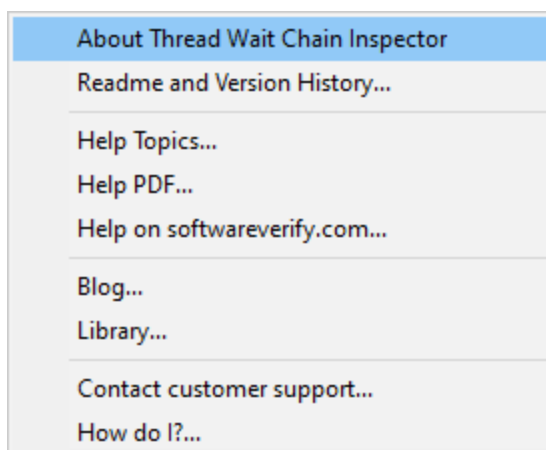 About Thread Wait Chain Inspector
Readme and Version History...
Help Topics...
Help PDF...
Help on softwareverify.com...
Blog...
Library...
Contact customer support...
How do I?...